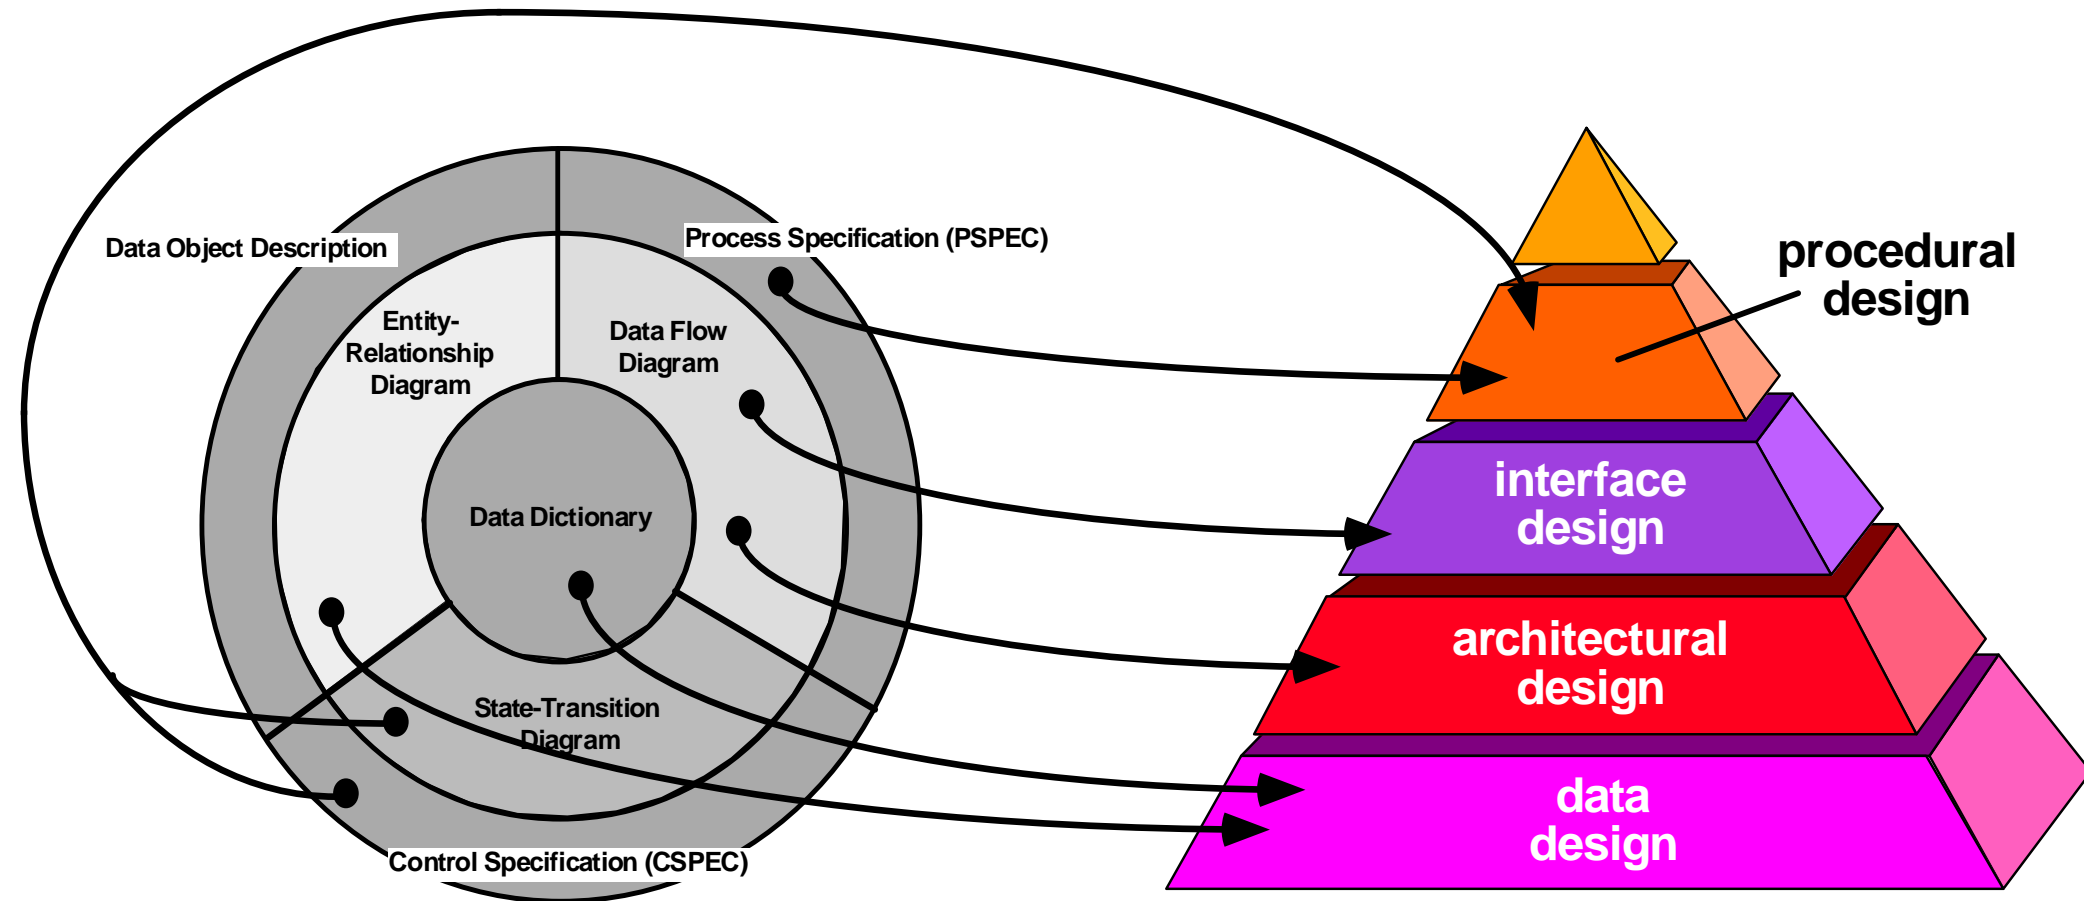 Data Object Description
Process Specification (PSPEC)
Entity-
Relationship
Diagram
Data Flow
Diagram
Data Dictionary
State-Transition
Diagram
Control Specification (CSPEC)
procedural
design
interface
design
architectural
design
data
design